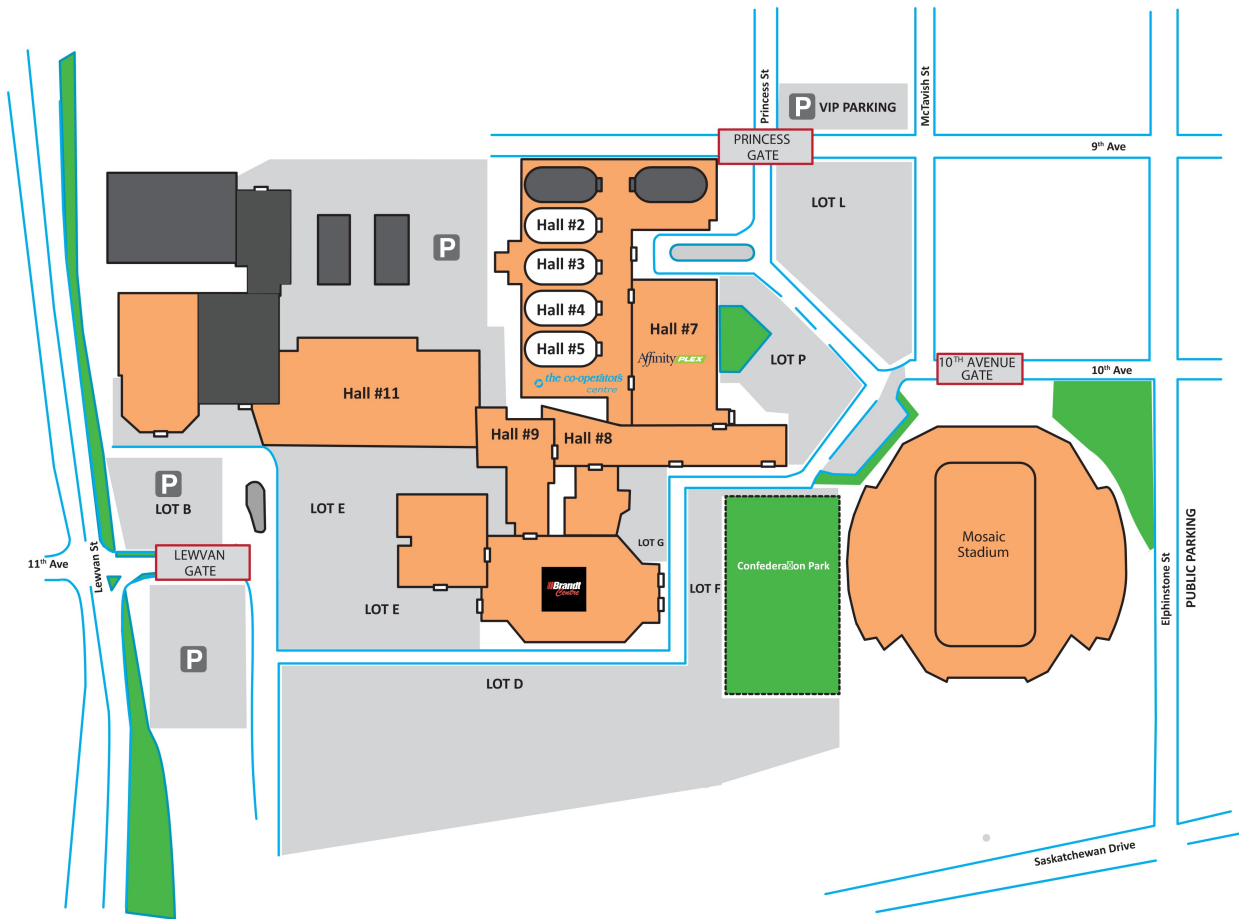 Princess St
McTavish St
P VIP PARKING
PRINCESS
GATE
9th Ave
LOT L
P
Hall #2
Hall #3
Hall #4
Hall #5
the co-operators
centre
Hall #7
Affinity PLEX
LOT P
10TH AVENUE
GATE
10th Ave
Hall #11
Hall #9
Hall #8
P
LOT B
LOT E
LOT G
11th Ave
Lewvan St
LEWVAN
GATE
Brandt
Centre
LOT E
LOT F
Confedera on Park
Mosaic
Stadium
Elphinstone St
PUBLIC PARKING
P
LOT D
Saskatchewan Drive